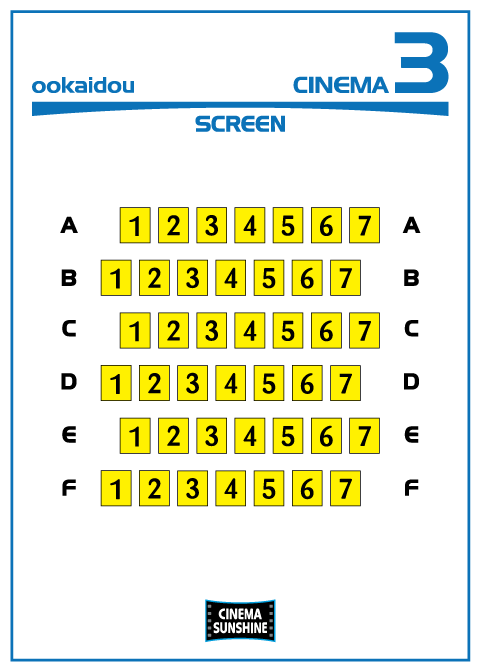 ookaidou CINEMA 3
SCREEN
A 1 2 3 4 5 6 7 A
B 1 2 3 4 5 6 7 B
C 1 2 3 4 5 6 7 C
D 1 2 3 4 5 6 7 D
E 1 2 3 4 5 6 7 E
F 1 2 3 4 5 6 7 F
CINEMA
SUNSHINE